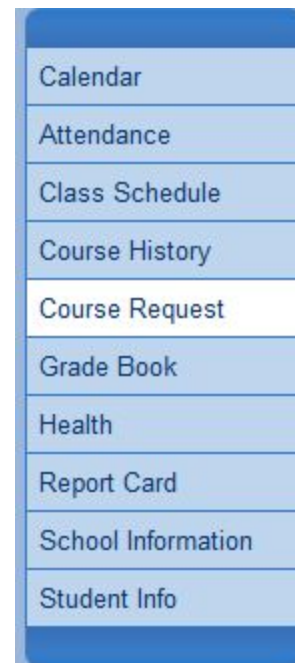 Calendar
Attendance
Class Schedule
Course History
Course Request
Grade Book
Health
Report Card
School Information
Student Info